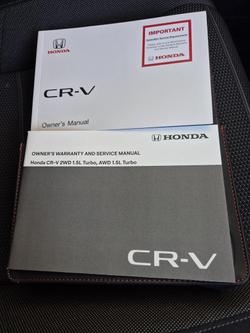 HONDA
IMPORTANT
HONDA
CR-V
Owner's Manual
HONDA
OWNER'S WARRANTY AND SERVICE MANUAL
Honda CR-V 2WD 1.5L Turbo, AWD 1.5L Turbo
CR-V